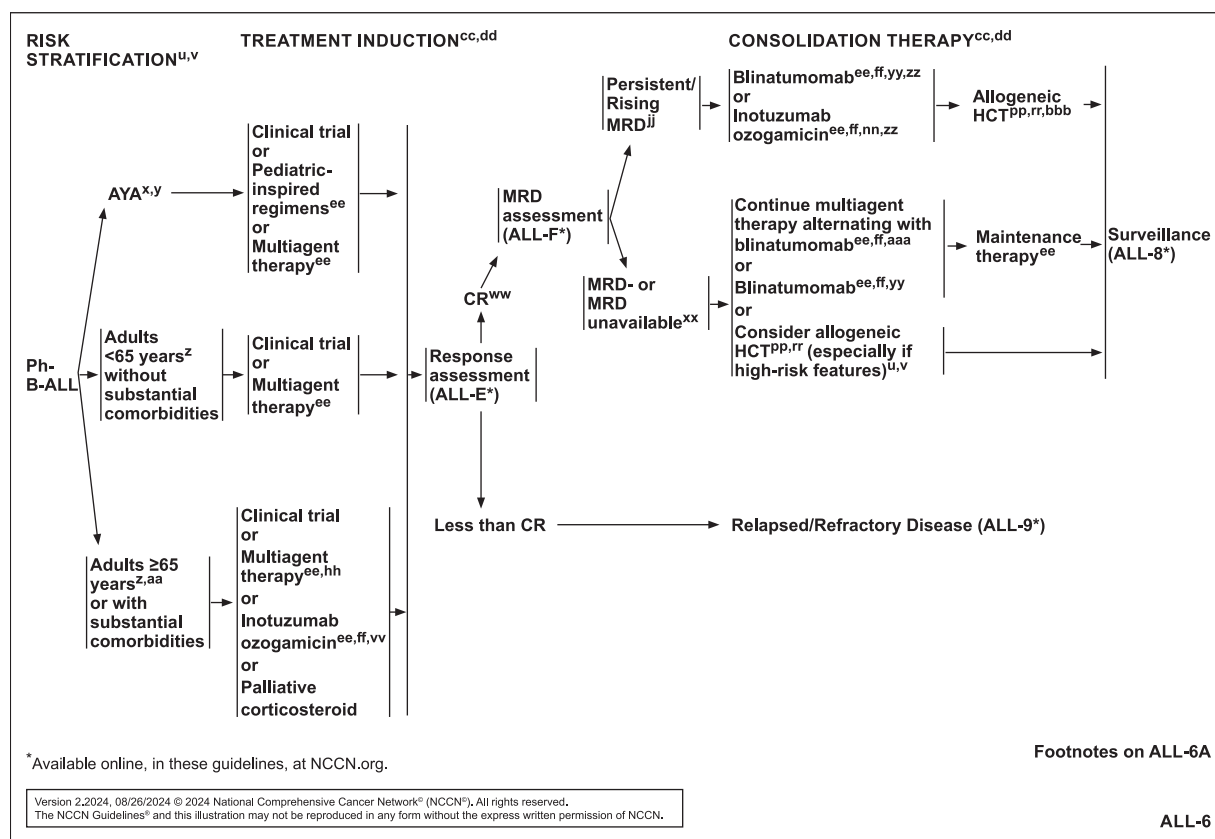 RISK
STRATIFICATIONu,v
TREATMENT INDUCTIONcc,dd
CONSOLIDATION THERAPYcc,dd
Ph-
B-ALL
AYAx,y
Clinical trial
or
Pediatric-
inspired
regimensee
or
Multiagent
therapyee
Adults
<65 yearsz
without
substantial
comorbidities
Clinical trial
or
Multiagent
therapyee
Adults ≥65
yearsz,aa
or with
substantial
comorbidities
Clinical trial
or
Multiagent
therapyee,hh
or
Inotuzumab
ozogamicinee,ff,vv
or
Palliative
corticosteroid
Response
assessment
(ALL-E*)
CRww
MRD
assessment
(ALL-F*)
Persistent/
Rising
MRDjj
Blinatumomabee,ff,yy,zz
or
Inotuzumab
ozogamicinee,ff,nn,zz
Allogeneic
HCTpp,rr,bbb
MRD- or
MRD
unavailablexx
Continue multiagent
therapy alternating with
blinatumomabee,ff,aaa
or
Blinatumomabee,ff,yy
or
Consider allogeneic
HCTpp,rr (especially if
high-risk features)u,v
Maintenance
therapyee
Surveillance
(ALL-8*)
Less than CR
Relapsed/Refractory Disease (ALL-9*)
*Available online, in these guidelines, at NCCN.org.
Footnotes on ALL-6A
Version 2.2024, 08/26/2024 © 2024 National Comprehensive Cancer Network© (NCCN©). All rights reserved.
The NCCN Guidelines® and this illustration may not be reproduced in any form without the express written permission of NCCN.
ALL-6